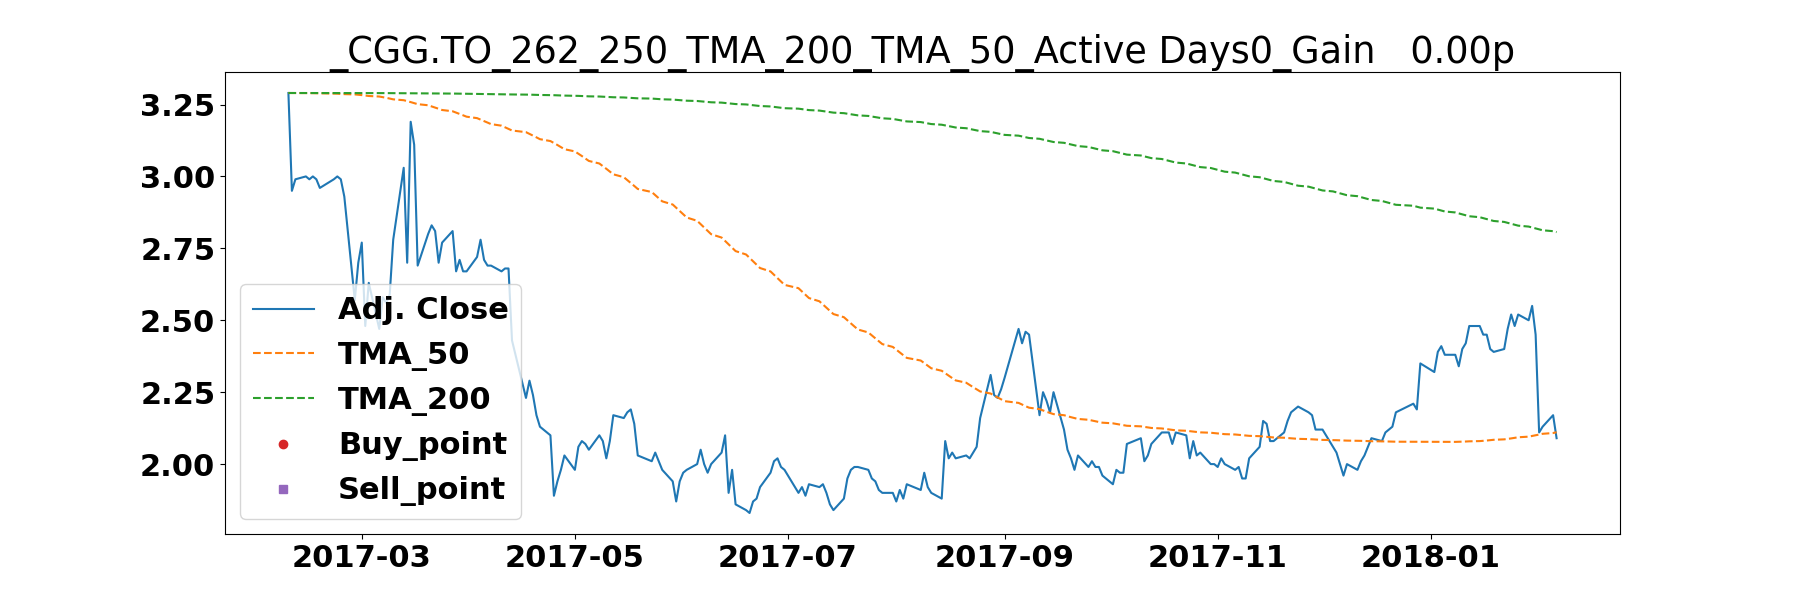 _CGG.TO_262_250_TMA_200_TMA_50_Active Days0_Gain   0.00p
3.25
3.00
2.75
2.50
2.25
2.00
Adj. Close
TMA_50
TMA_200
Buy_point
Sell_point
2017-03 2017-05 2017-07 2017-09 2017-11 2018-01